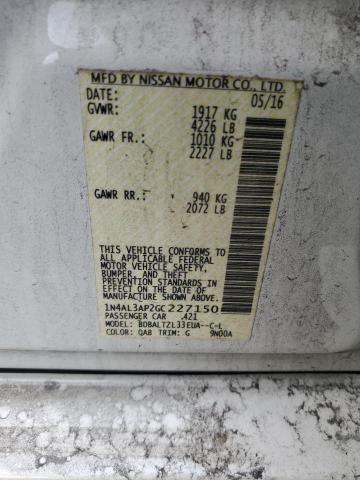 MFD BY NISSAN MOTOR CO., LTD.
DATE: 05/16
GVWR: 1917 KG
4226 LB
GAWR FR.: 1010 KG
2227 LB
GAWR RR.: 940 KG
2072 LB
THIS VEHICLE CONFORMS TO
ALL APPLICABLE FEDERAL
MOTOR VEHICLE SAFETY,
BUMPER, AND THEFT
PREVENTION STANDARDS
IN EFFECT ON THE DATE OF
MANUFACTURE SHOWN ABOVE.
1N4AL3AP2GC227150
PASSENGER CAR .421
MODEL: BDBALTZL33EUA--C-L
COLOR: QAB TRIM: G 9N00A